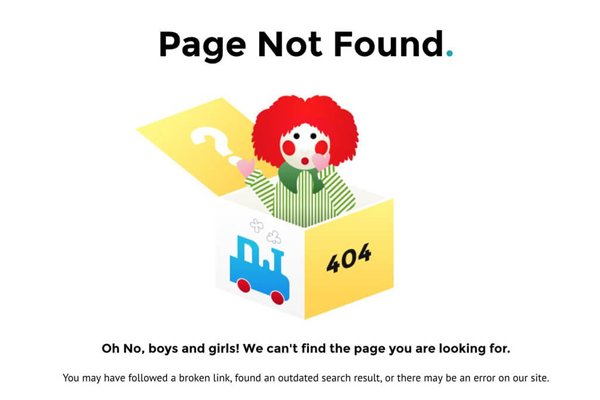 Page Not Found.
?
404
Oh No, boys and girls! We can't find the page you are looking for.
You may have followed a broken link, found an outdated search result, or there may be an error on our site.